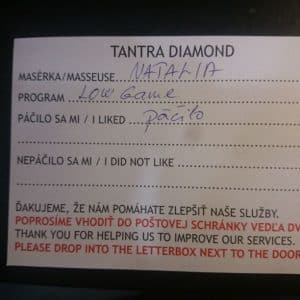 TANTRA DIAMOND
MASÉRKA/MASSEUSE NATALIA
PROGRAM Low Game
PÁČILO SA MI / I LIKED páčilo
NEPÁČILO SA MI / I DID NOT LIKE
ĎAKUJEME, ŽE NÁM POMÁHATE ZLEPŠIŤ NAŠE SLUŽBY.
POPROSÍME VHODIŤ DO POŠTOVEJ SCHRÁNKY VEDĽA DV
THANK YOU FOR HELPING US TO IMPROVE OUR SERVICES.
PLEASE DROP INTO THE LETTERBOX NEXT TO THE DOOR